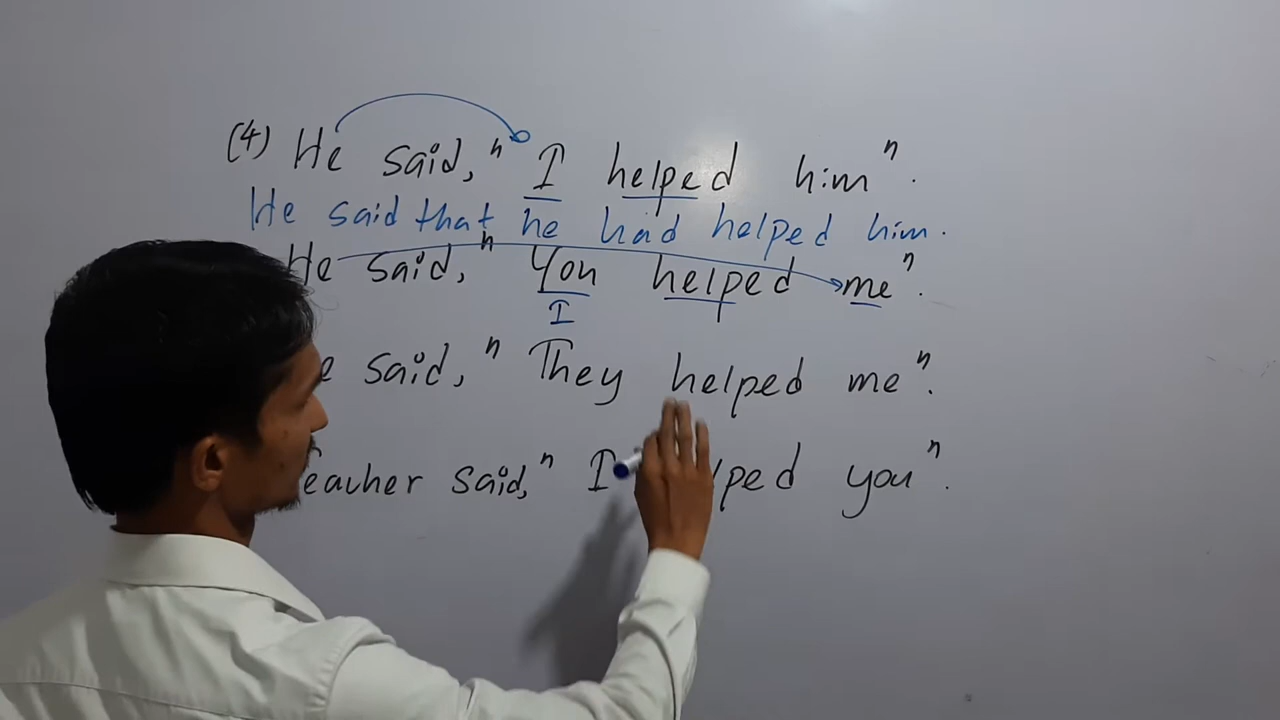 (4) He said, "I helped him".
He said that he had helped him.
He said, "You helped me".
I
said, "They helped me".
said, "I you".